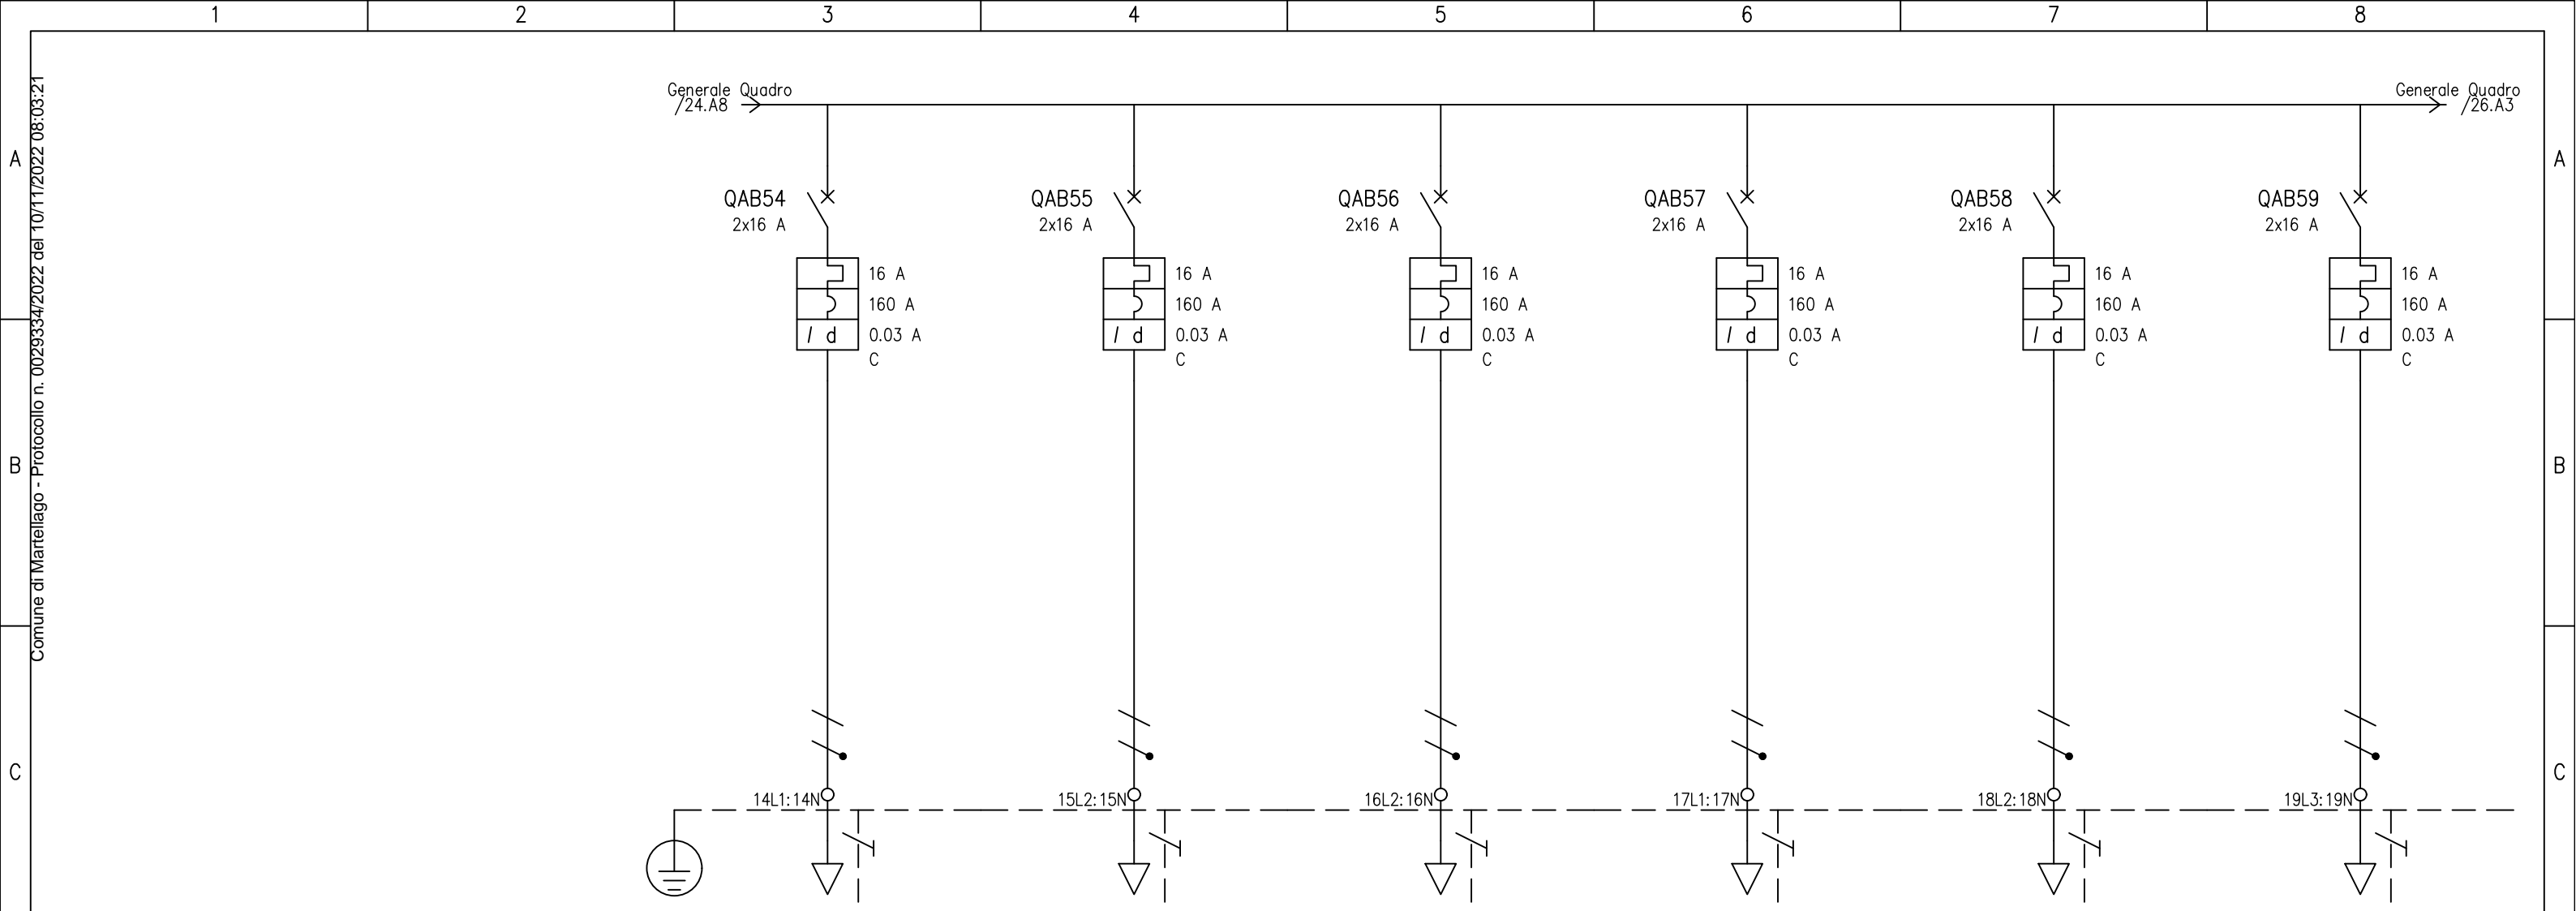 1 2 3 4 5 6 7 8
Comune di Martellago - Protocollo n. 0029334/2022 del 10/11/2022 08:03:21
Generale Quadro
/24.A8
Generale Quadro
/26.A3
A A
QAB54 QAB55 QAB56 QAB57 QAB58 QAB59
2x16 A 2x16 A 2x16 A 2x16 A 2x16 A 2x16 A
16 A 16 A 16 A 16 A 16 A 16 A
160 A 160 A 160 A 160 A 160 A 160 A
I d 0.03 A I d 0.03 A I d 0.03 A I d 0.03 A I d 0.03 A I d 0.03 A
C C C C C C
B B
C C
14L1:14N 15L2:15N 16L2:16N 17L1:17N 18L2:18N 19L3:19N